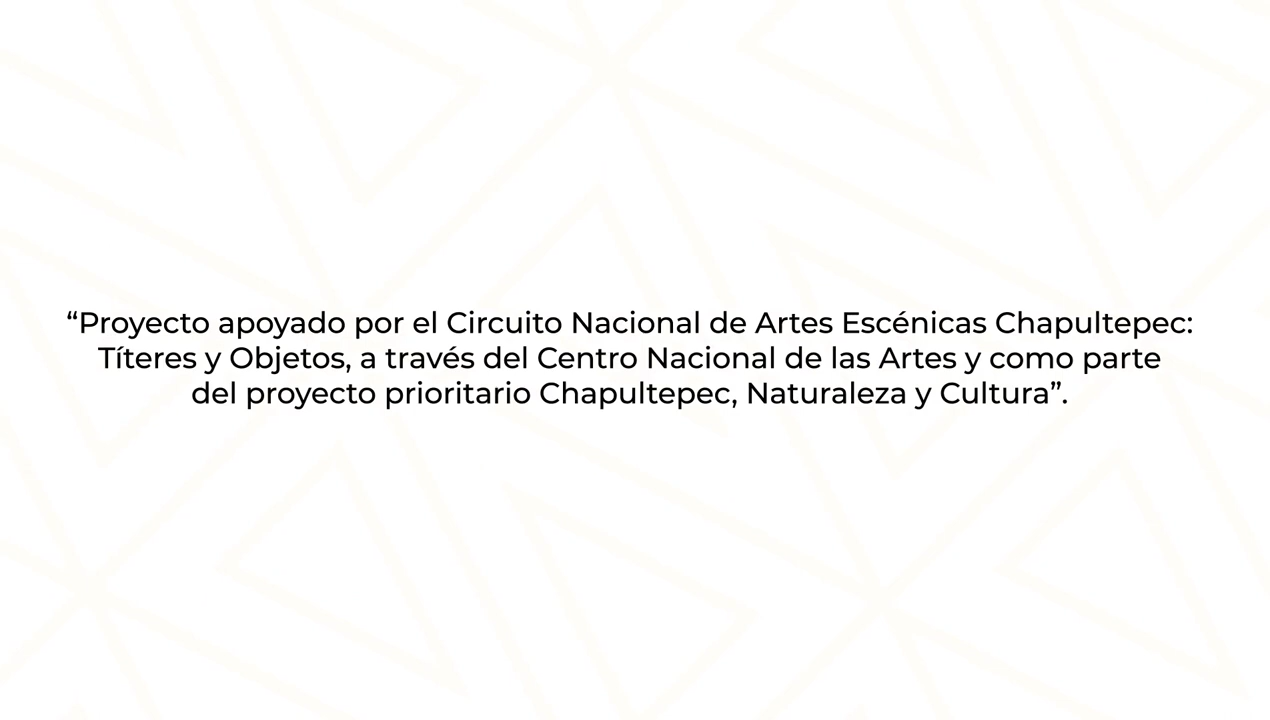 “Proyecto apoyado por el Circuito Nacional de Artes Escénicas Chapultepec:
Títeres y Objetos, a través del Centro Nacional de las Artes y como parte
del proyecto prioritario Chapultepec, Naturaleza y Cultura”.